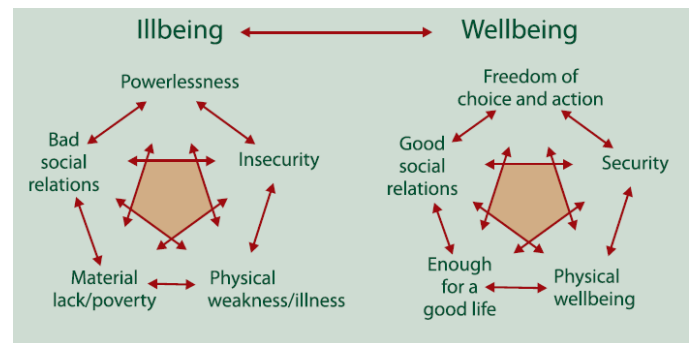 Illbeing
Wellbeing
Powerlessness
Bad
social
relations
Insecurity
Material
lack/poverty
Physical
weakness/illness
Freedom of
choice and action
Good
social
relations
Security
Enough
for a
good life
Physical
wellbeing